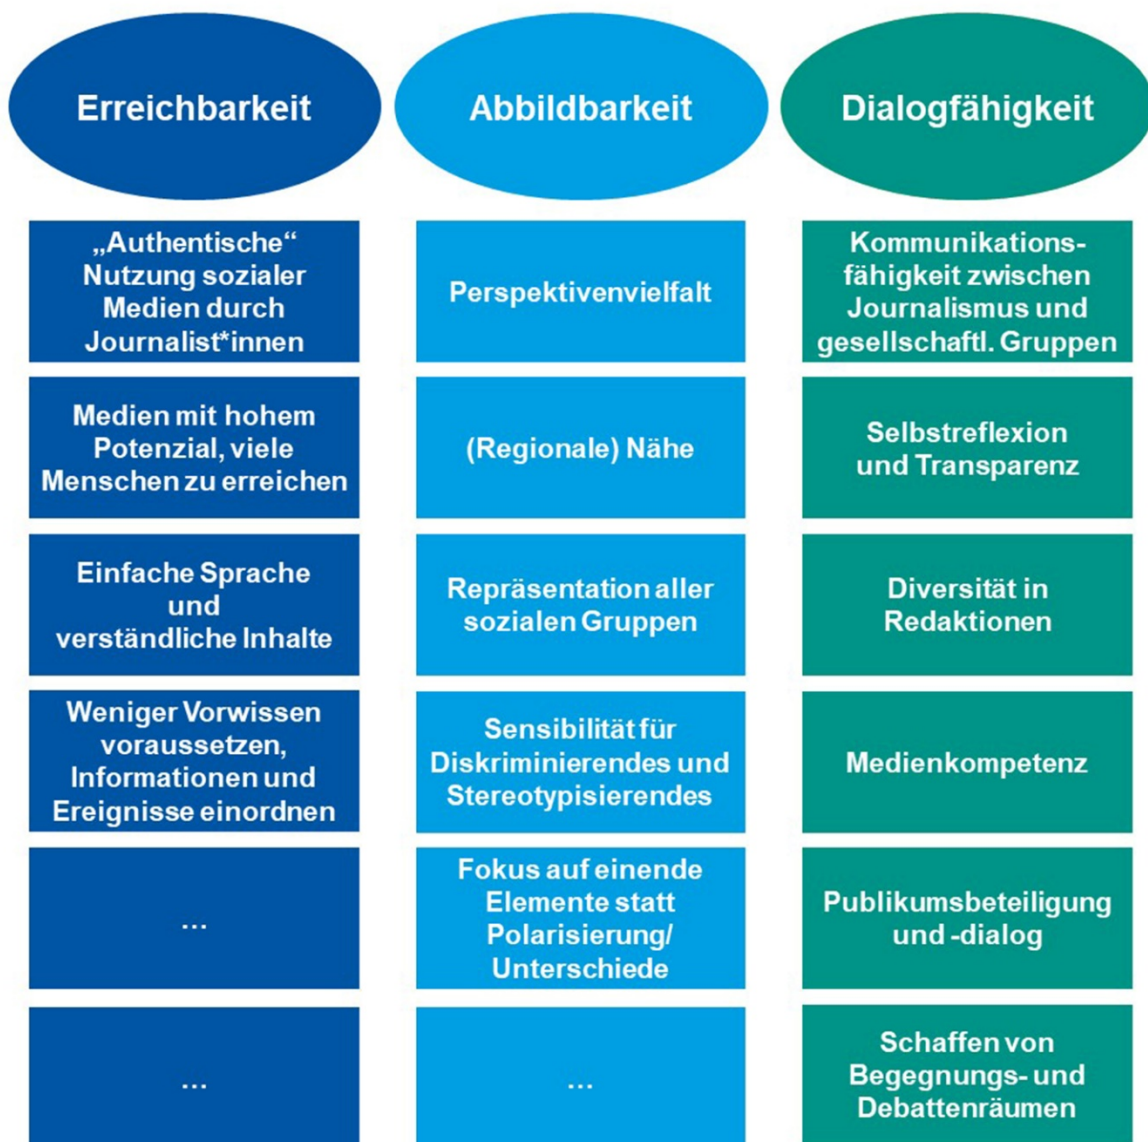 Erreichbarkeit
„Authentische“
Nutzung sozialer
Medien durch
Journalist*innen
Medien mit hohem
Potenzial, viele
Menschen zu erreichen
Einfache Sprache
und
verständliche Inhalte
Weniger Vorwissen
voraussetzen,
Informationen und
Ereignisse einordnen
...
...
Abbildbarkeit
Perspektivenvielfalt
(Regionale) Nähe
Repräsentation aller
sozialen Gruppen
Sensibilität für
Diskriminierendes und
Stereotypisierendes
Fokus auf einende
Elemente statt
Polarisierung/
Unterschiede
...
Dialogfähigkeit
Kommunikations-
fähigkeit zwischen
Journalismus und
gesellschaftl. Gruppen
Selbstreflexion
und Transparenz
Diversität in
Redaktionen
Medienkompetenz
Publikumsbeteiligung
und -dialog
Schaffen von
Begegnungs- und
Debattenräumen